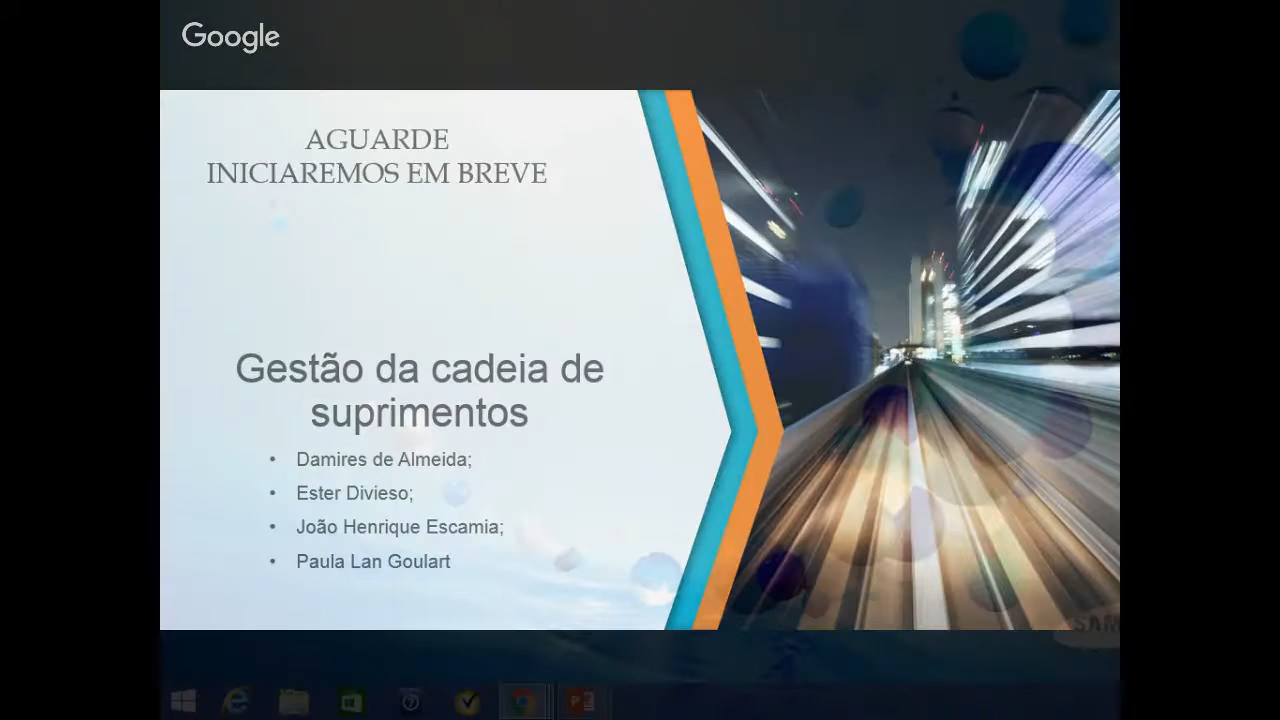 Google
AGUARDE
INICIAREMOS EM BREVE
Gestão da cadeia de
suprimentos
• Damires de Almeida;
• Ester Divieso;
• João Henrique Escamia;
• Paula Lan Goulart